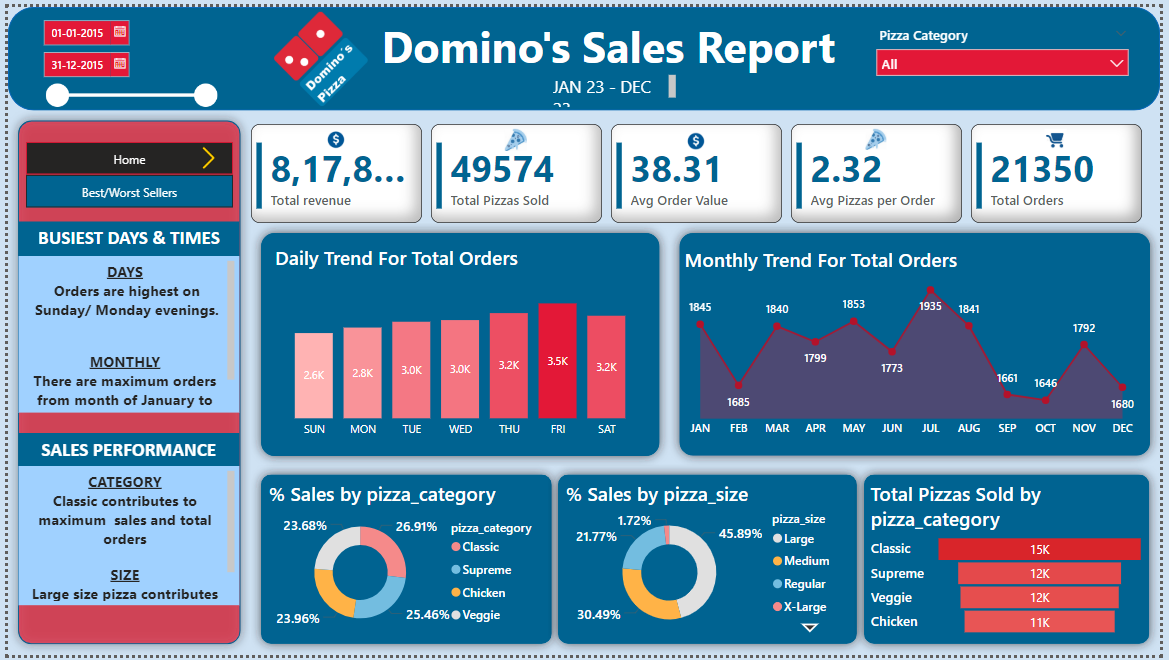 01-01-2015
31-12-2015
Domino's
Pizza
Domino's Sales Report
JAN 23 - DEC
Pizza Category
All
Home
Best/Worst Sellers
BUSIEST DAYS & TIMES
DAYS
Orders are highest on
Sunday/ Monday evenings.
MONTHLY
There are maximum orders
from month of January to
SALES PERFORMANCE
CATEGORY
Classic contributes to
maximum sales and total
orders
SIZE
Large size pizza contributes
8,17,8...
Total revenue
49574
Total Pizzas Sold
38.31
Avg Order Value
2.32
Avg Pizzas per Order
21350
Total Orders
Daily Trend For Total Orders
2.6K
2.8K
3.0K
3.0K
3.2K
3.5K
3.2K
SUN
MON
TUE
WED
THU
FRI
SAT
Monthly Trend For Total Orders
1845
1685
1840
1799
1853
1773
1935
1841
1661
1646
1792
1680
JAN
FEB
MAR
APR
MAY
JUN
JUL
AUG
SEP
OCT
NOV
DEC
% Sales by pizza_category
23.68%
26.91%
23.96%
25.46%
pizza_category
Classic
Supreme
Chicken
Veggie
% Sales by pizza_size
1.72%
21.77%
45.89%
30.49%
pizza_size
Large
Medium
Regular
X-Large
Total Pizzas Sold by
pizza_category
Classic
15K
Supreme
12K
Veggie
12K
Chicken
11K